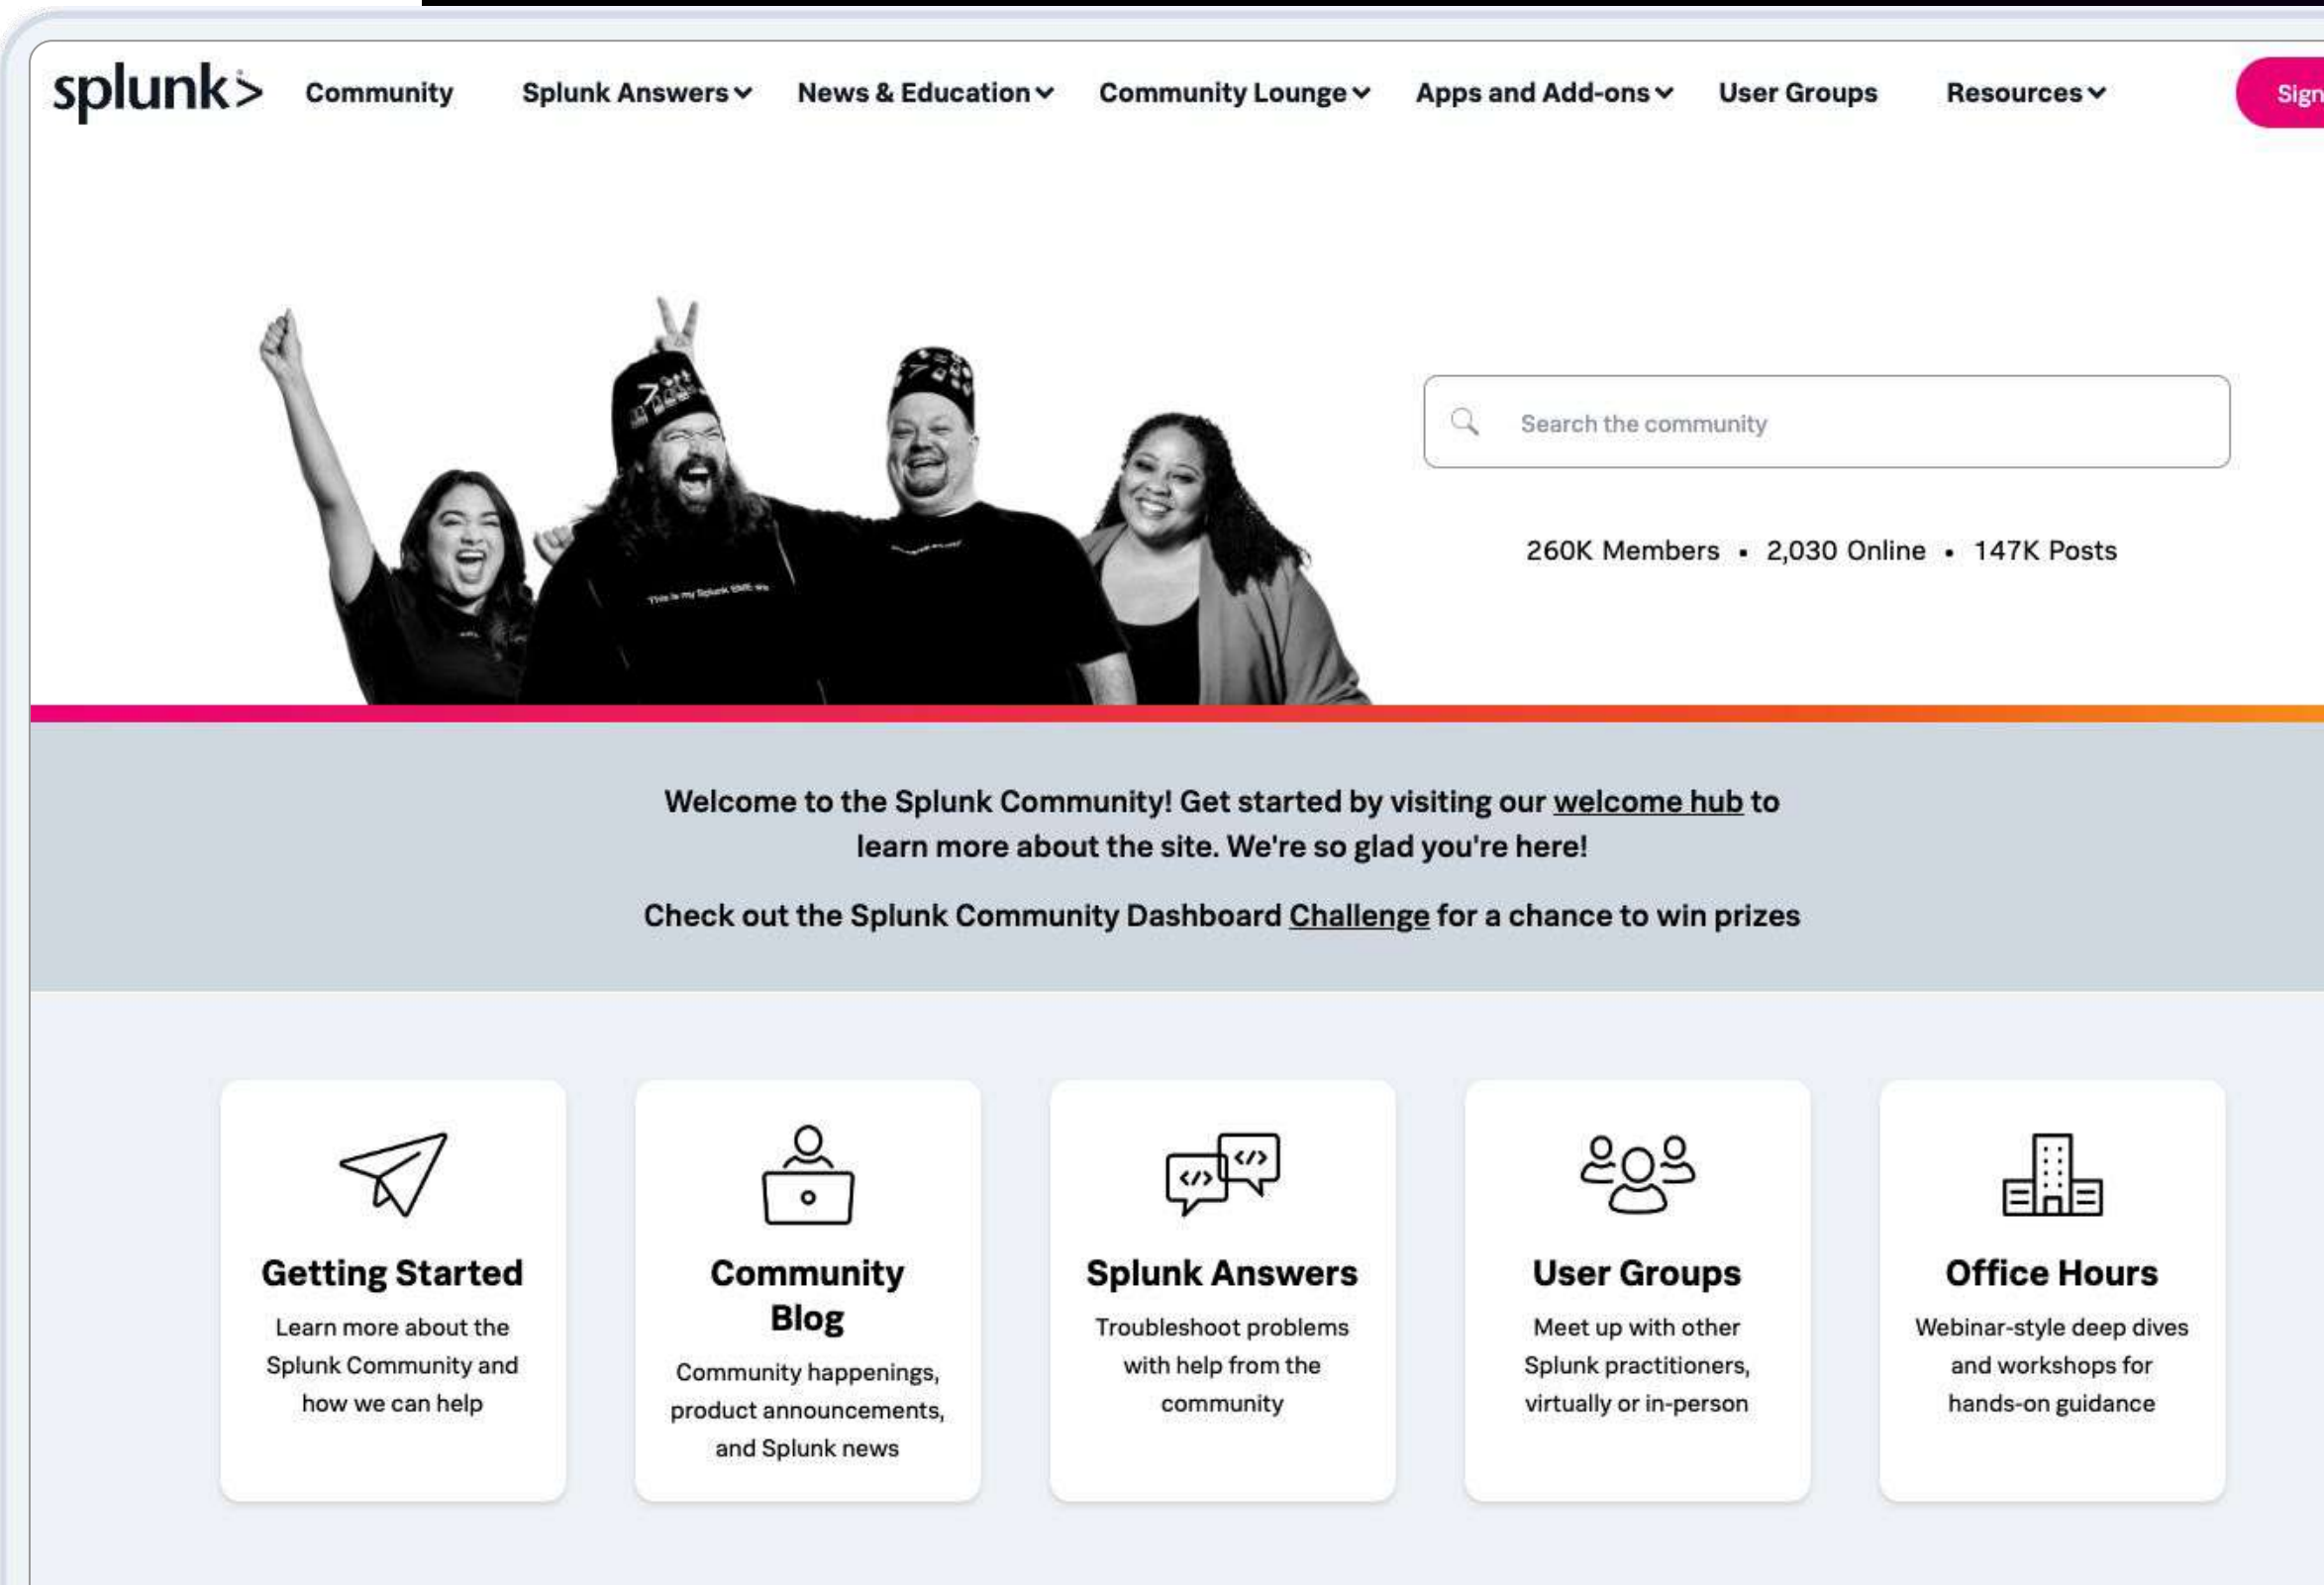 splunk>
Community
Splunk Answers
News & Education
Community Lounge
Apps and Add-ons
User Groups
Resources
Sign
Search the community
260K Members • 2,030 Online • 147K Posts
This is my Splunk
Welcome to the Splunk Community! Get started by visiting our welcome hub to
learn more about the site. We're so glad you're here!
Check out the Splunk Community Dashboard Challenge for a chance to win prizes
Getting Started
Learn more about the
Splunk Community and
how we can help
Community
Blog
Community happenings,
product announcements,
and Splunk news
Splunk Answers
Troubleshoot problems
with help from the
community
User Groups
Meet up with other
Splunk practitioners,
virtually or in-person
Office Hours
Webinar-style deep dives
and workshops for
hands-on guidance